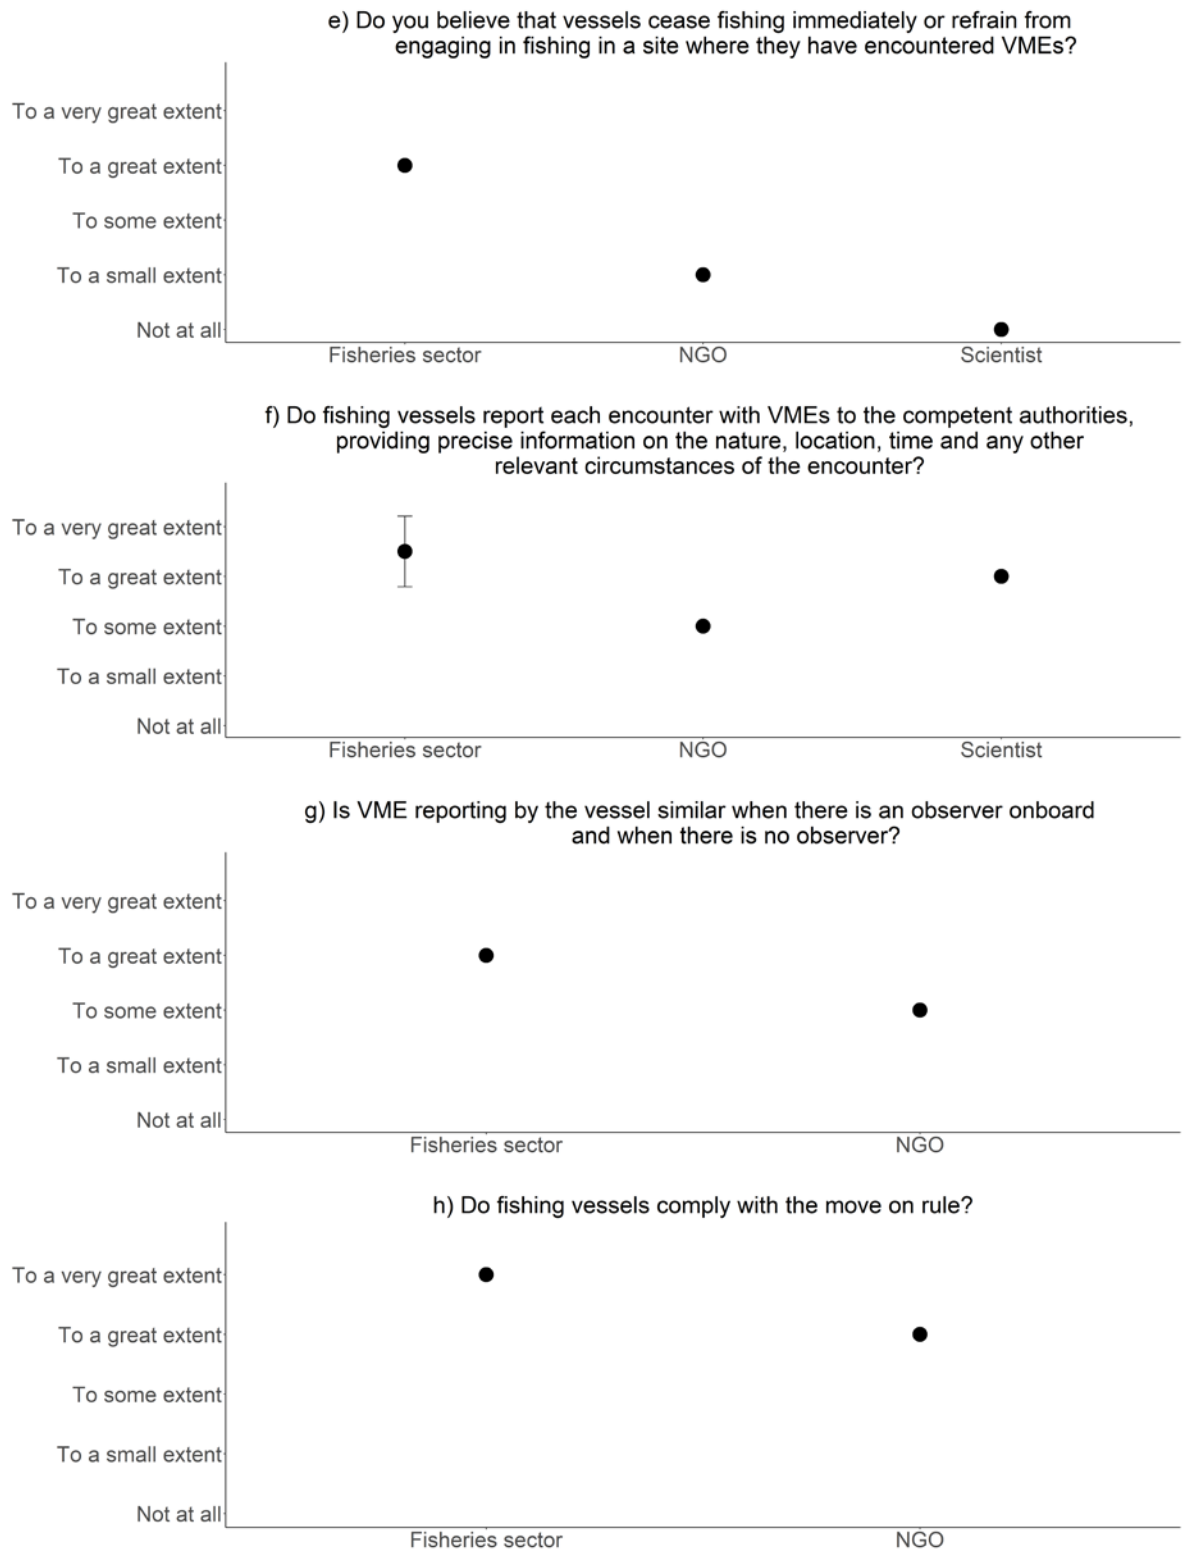 e) Do you believe that vessels cease fishing immediately or refrain from
engaging in fishing in a site where they have encountered VMEs?
To a very great extent
To a great extent
To some extent
To a small extent
Not at all
Fisheries sector
NGO
Scientist
f) Do fishing vessels report each encounter with VMEs to the competent authorities,
providing precise information on the nature, location, time and any other
relevant circumstances of the encounter?
To a very great extent
To a great extent
To some extent
To a small extent
Not at all
Fisheries sector
NGO
Scientist
g) Is VME reporting by the vessel similar when there is an observer onboard
and when there is no observer?
To a very great extent
To a great extent
To some extent
To a small extent
Not at all
Fisheries sector
NGO
h) Do fishing vessels comply with the move on rule?
To a very great extent
To a great extent
To some extent
To a small extent
Not at all
Fisheries sector
NGO